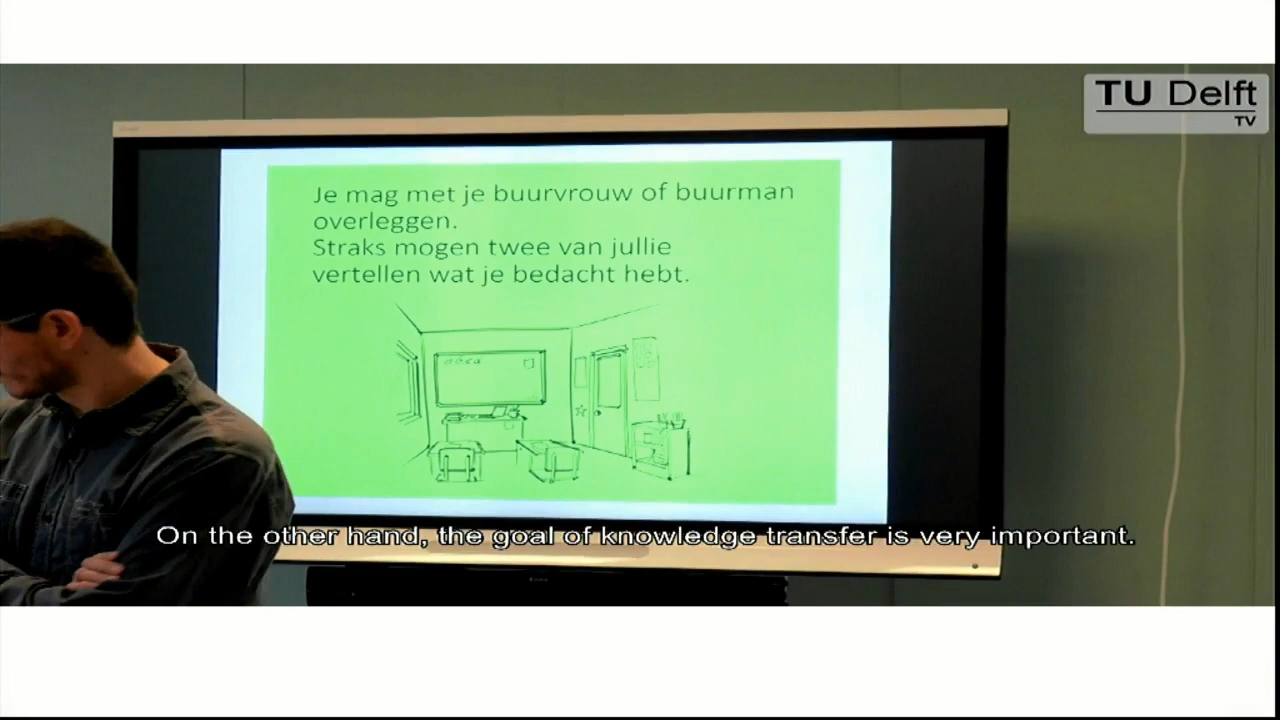 TU Delft
TV
Je mag met je buurvrouw of buurman
overleggen.
Straks mogen twee van jullie
vertellen wat je bedacht hebt.
On the other hand, the goal of knowledge transfer is very important.